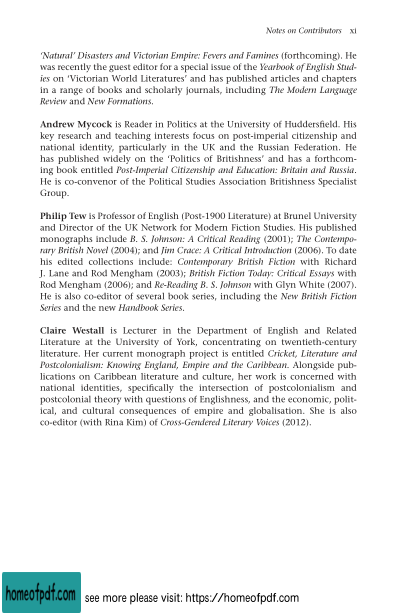 Notes on Contributors xi
‘Natural’ Disasters and Victorian Empire: Fevers and Famines (forthcoming). He
was recently the guest editor for a special issue of the Yearbook of English Stud-
ies on ‘Victorian World Literatures’ and has published articles and chapters
in a range of books and scholarly journals, including The Modern Language
Review and New Formations.
Andrew Mycock is Reader in Politics at the University of Huddersfield. His
key research and teaching interests focus on post-imperial citizenship and
national identity, particularly in the UK and the Russian Federation. He
has published widely on the ‘Politics of Britishness’ and has a forthcom-
ing book entitled Post-Imperial Citizenship and Education: Britain and Russia.
He is co-convenor of the Political Studies Association Britishness Specialist
Group.
Philip Tew is Professor of English (Post-1900 Literature) at Brunel University
and Director of the UK Network for Modern Fiction Studies. His published
monographs include B. S. Johnson: A Critical Reading (2001); The Contempo-
rary British Novel (2004); and Jim Crace: A Critical Introduction (2006). To date
his edited collections include: Contemporary British Fiction with Richard
J. Lane and Rod Mengham (2003); British Fiction Today: Critical Essays with
Rod Mengham (2006); and Re-Reading B. S. Johnson with Glyn White (2007).
He is also co-editor of several book series, including the New British Fiction
Series and the new Handbook Series.
Claire Westall is Lecturer in the Department of English and Related
Literature at the University of York, concentrating on twentieth-century
literature. Her current monograph project is entitled Cricket, Literature and
Postcolonialism: Knowing England, Empire and the Caribbean. Alongside pub-
lications on Caribbean literature and culture, her work is concerned with
national identities, specifically the intersection of postcolonialism and
postcolonial theory with questions of Englishness, and the economic, polit-
ical, and cultural consequences of empire and globalisation. She is also
co-editor (with Rina Kim) of Cross-Gendered Literary Voices (2012).
homeofpdf.com see more please visit: https://homeofpdf.com